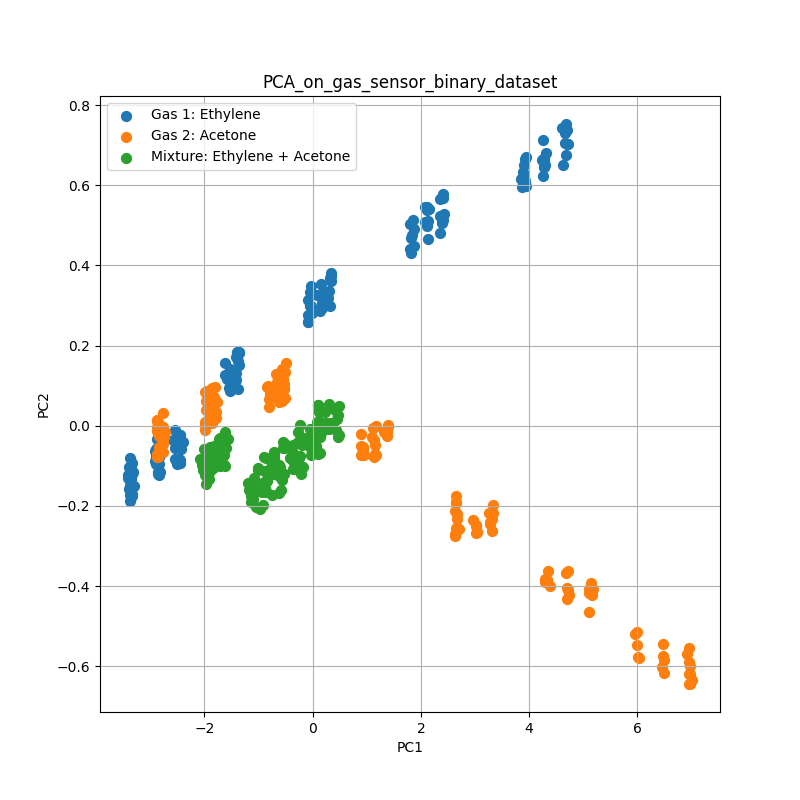 PCA_on_gas_sensor_binary_dataset
Gas 1: Ethylene
Gas 2: Acetone
Mixture: Ethylene + Acetone
0.8
0.6
0.4
0.2
0.0
−0.2
−0.4
−0.6
PC2
−2
0
2
4
6
PC1